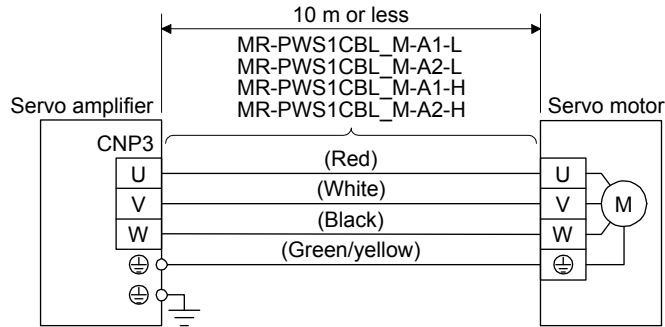 10 m or less
MR-PWS1CBL_M-A1-L
MR-PWS1CBL_M-A2-L
MR-PWS1CBL_M-A1-H
MR-PWS1CBL_M-A2-H
Servo amplifier
Servo motor
CNP3
U (Red) U
V (White) V M
W (Black) W
(Green/yellow)